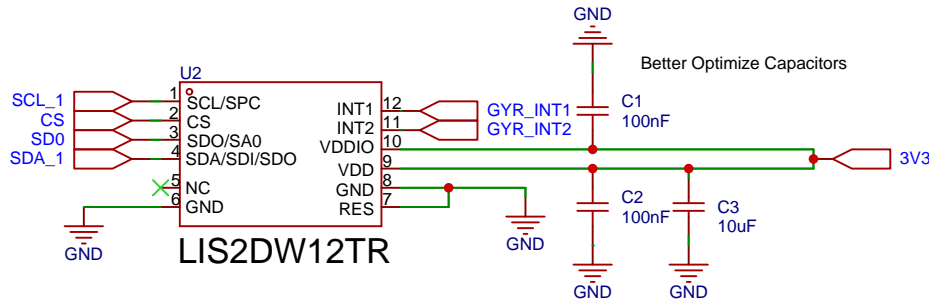 GND
Better Optimize Capacitors
U2
SCL_1
1
SCL/SPC
INT1
12
GYR_INT1
C1
100nF
CS
2
CS
INT2
11
GYR_INT2
SD0
3
SDO/SA0
VDDIO
10
SDA_1
4
SDA/SDI/SDO
VDD
9
3V3
5
NC
GND
8
6
GND
RES
7
C2
100nF
C3
10uF
GND
GND
LIS2DW12TR
GND
GND